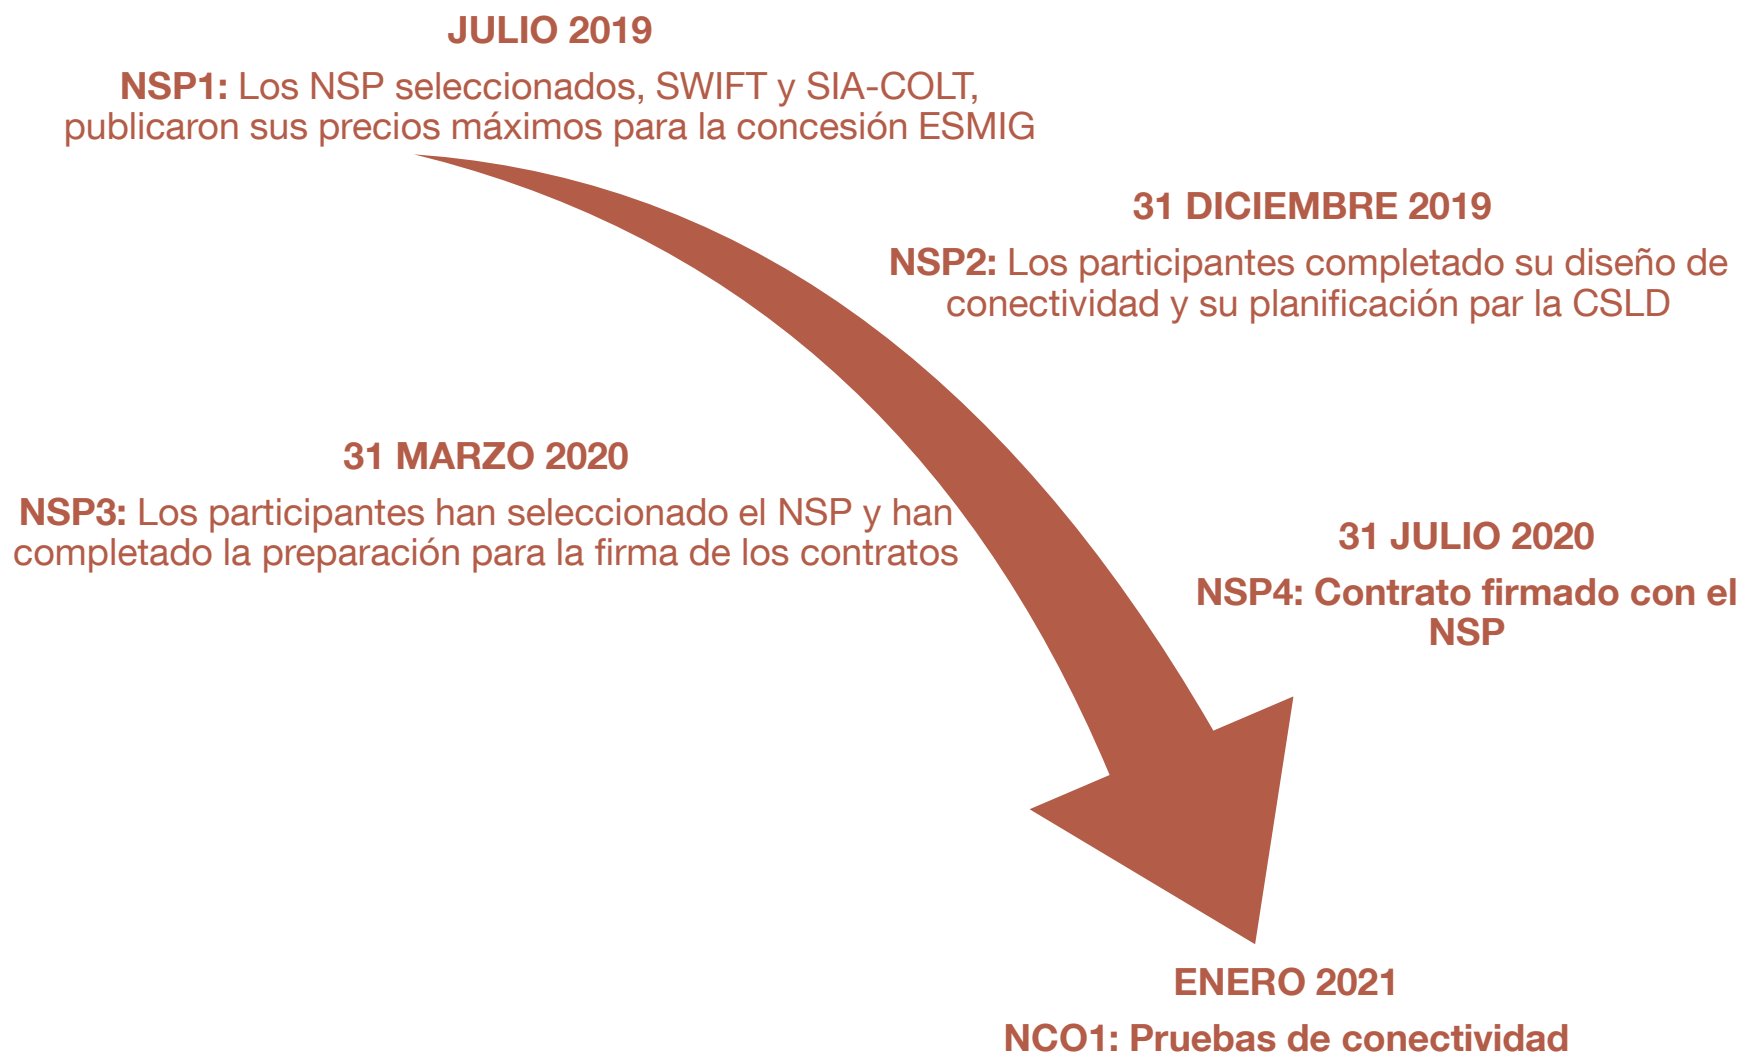 JULIO 2019
NSP1: Los NSP seleccionados, SWIFT y SIA-COLT,
publicaron sus precios máximos para la concesión ESMIG
31 DICIEMBRE 2019
NSP2: Los participantes completado su diseño de
conectividad y su planificación par la CSLD
31 MARZO 2020
NSP3: Los participantes han seleccionado el NSP y han
completado la preparación para la firma de los contratos
31 JULIO 2020
NSP4: Contrato firmado con el
NSP
ENERO 2021
NCO1: Pruebas de conectividad